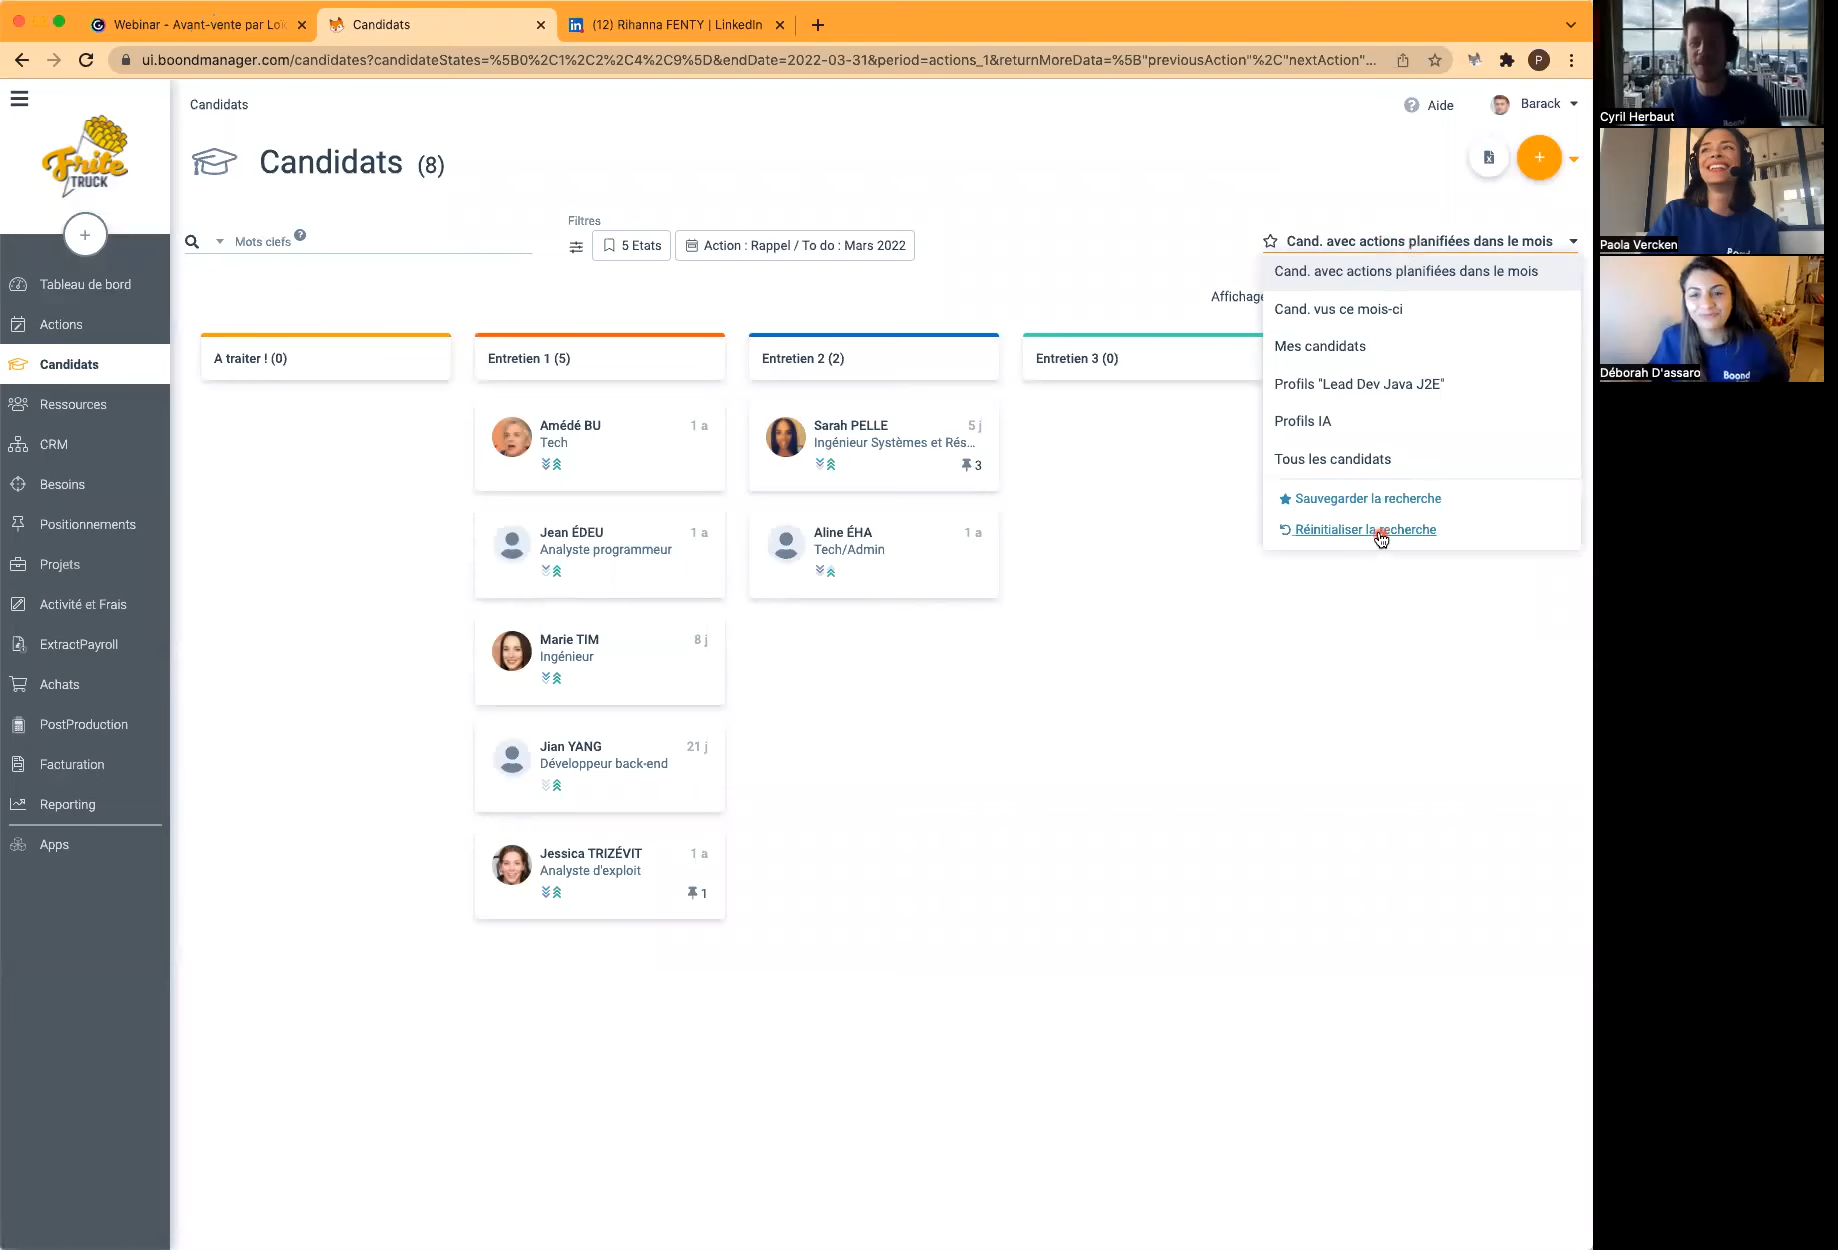 Webinar - Avant-vente par Loï
Candidats
(12) Rihanna FENTY | LinkedIn
ui.boondmanager.com/candidates?candidateStates=%5B0%2C1%2C2%2C4%2C9%5D&endDate=2022-03-31&period=actions_1&returnMoreData=%5B"previousAction"%2C"nextAction"...
P
Frite
TRUCK
Tableau de bord
Actions
Candidats
Ressources
CRM
Besoins
Positionnements
Projets
Activité et Frais
ExtractPayroll
Achats
PostProduction
Facturation
Reporting
Apps
Candidats
Aide
Barack
Candidats (8)
Mots clefs
Filtres
5 Etats
Action : Rappel / To do : Mars 2022
Cand. avec actions planifiées dans le mois
Cand. avec actions planifiées dans le mois
Cand. vus ce mois-ci
Mes candidats
Profils "Lead Dev Java J2E"
Profils IA
Tous les candidats
Sauvegarder la recherche
Réinitialiser la recherche
Affichage
A traiter ! (0)
Entretien 1 (5)
Amédé BU 1 a
Tech
Jean ÉDEU 1 a
Analyste programmeur
Marie TIM 8 j
Ingénieur
Jian YANG 21 j
Développeur back-end
Jessica TRIZÉVIT 1 a
Analyste d'exploit
1
Entretien 2 (2)
Sarah PELLE 5 j
Ingénieur Systèmes et Rés...
3
Aline ÉHA 1 a
Tech/Admin
Entretien 3 (0)
Cyril Herbaut
Boond
Paola Vercken
Déborah D'assaro
Boond